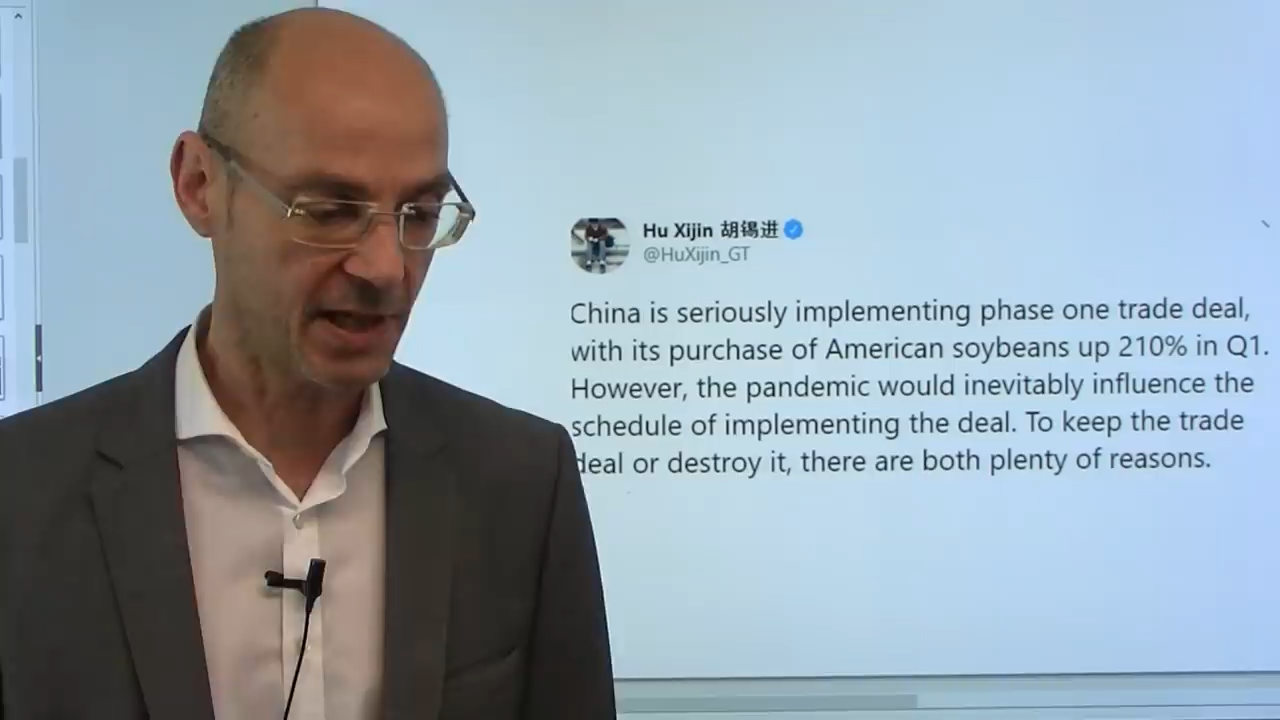 Hu Xijin 胡锡进
@HuXijin_GT
China is seriously implementing phase one trade deal,
with its purchase of American soybeans up 210% in Q1.
However, the pandemic would inevitably influence the
schedule of implementing the deal. To keep the trade
deal or destroy it, there are both plenty of reasons.